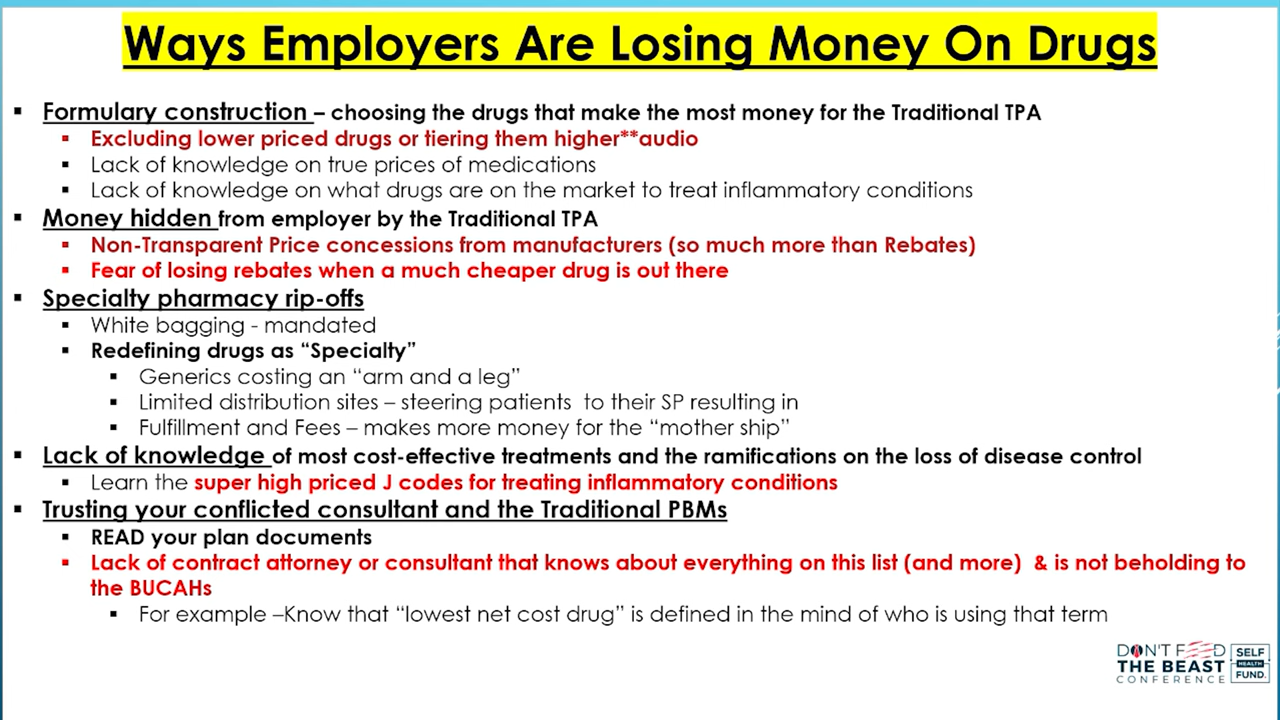 Ways Employers Are Losing Money On Drugs
▪ Formulary construction – choosing the drugs that make the most money for the Traditional TPA
▪ Excluding lower priced drugs or tiering them higher**audio
▪ Lack of knowledge on true prices of medications
▪ Lack of knowledge on what drugs are on the market to treat inflammatory conditions
▪ Money hidden from employer by the Traditional TPA
▪ Non-Transparent Price concessions from manufacturers (so much more than Rebates)
▪ Fear of losing rebates when a much cheaper drug is out there
▪ Specialty pharmacy rip-offs
▪ White bagging - mandated
▪ Redefining drugs as “Specialty”
▪ Generics costing an “arm and a leg”
▪ Limited distribution sites – steering patients to their SP resulting in
▪ Fulfillment and Fees – makes more money for the “mother ship”
▪ Lack of knowledge of most cost-effective treatments and the ramifications on the loss of disease control
▪ Learn the super high priced J codes for treating inflammatory conditions
▪ Trusting your conflicted consultant and the Traditional PBMs
▪ READ your plan documents
▪ Lack of contract attorney or consultant that knows about everything on this list (and more) & is not beholding to
the BUCAHs
▪ For example –Know that “lowest net cost drug” is defined in the mind of who is using that term
DON'T FEED
THE BEAST
CONFERENCE
SELF
HEALTH
FUND.